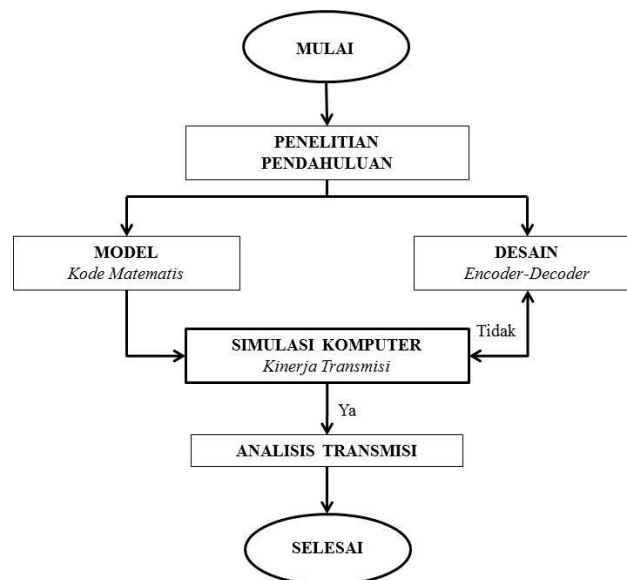 MULAI
PENELITIAN
PENDAHULUAN
MODEL
Kode Matematis
DESAIN
Encoder-Decoder
Tidak
SIMULASI KOMPUTER
Kinerja Transmisi
Ya
ANALISIS TRANSMISI
SELESAI